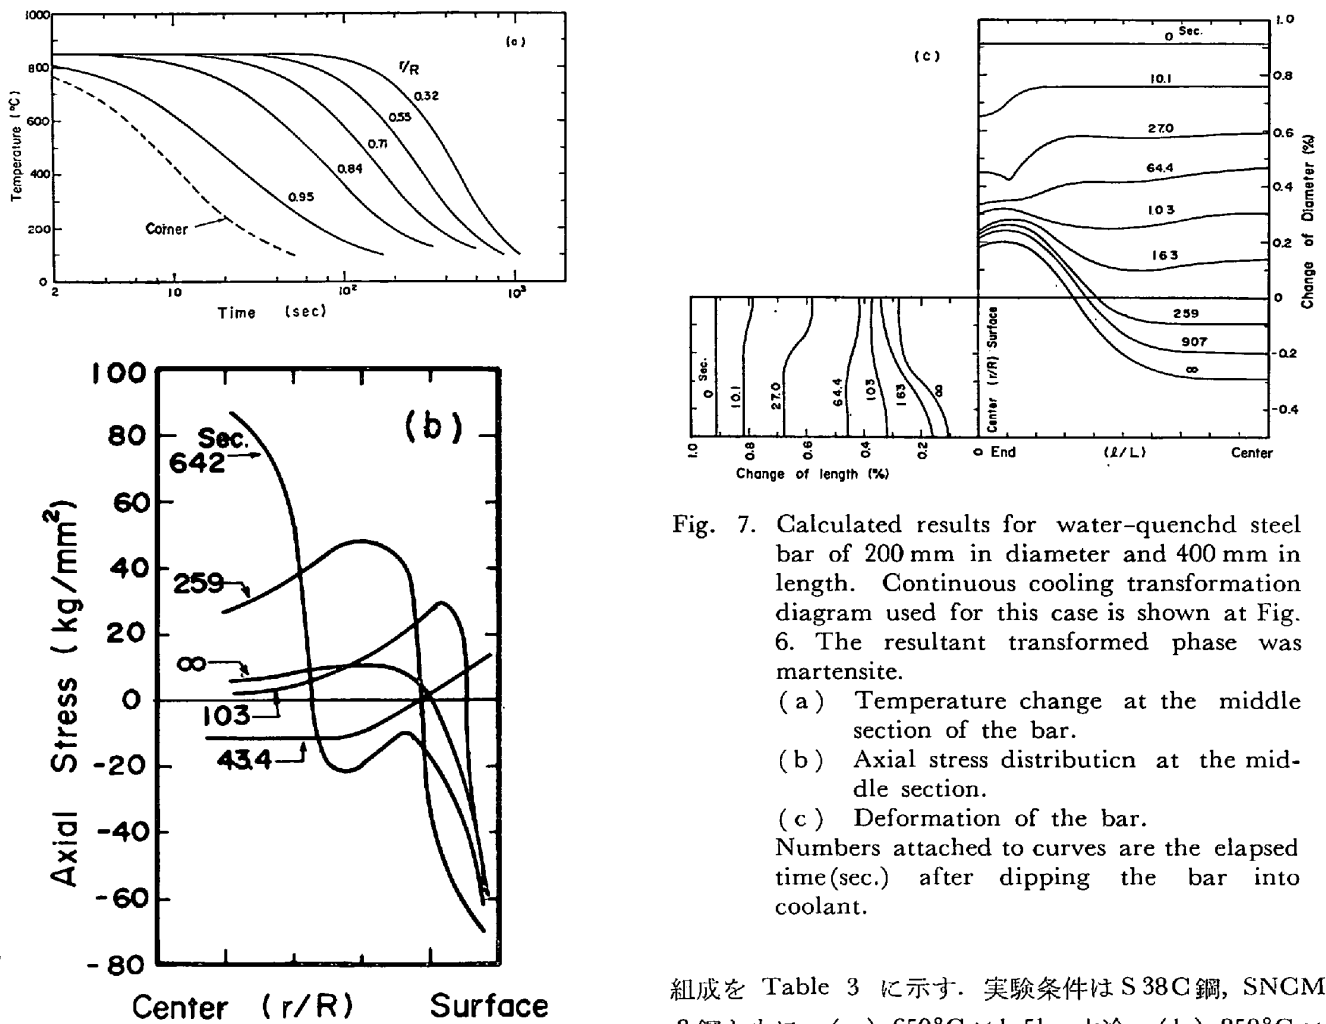 (a)
1000
800
600
400
200
0
Temperature (°C)
r/R
0.32
0.55
0.71
0.84
0.95
Corner
2
10
10²
10³
Time (sec)
(b)
100
80
60
40
20
0
-20
-40
-60
-80
Axial Stress (kg/mm²)
Sec.
642
259
∞
103
43.4
Center (r/R) Surface
(c)
0 Sec.
10.1
27.0
64.4
103
163
259
907
∞
1.0
0.8
0.6
0.4
0.2
0
-0.2
-0.4
Change of Diameter (%)
Center (r/R) Surface
0 End (l/L) Center
0 Sec.
10.1
27.0
64.4
103
163
∞
1.0
0.8
0.6
0.4
0.2
Change of length (%)
Fig. 7. Calculated results for water-quenchd steel
bar of 200 mm in diameter and 400 mm in
length. Continuous cooling transformation
diagram used for this case is shown at Fig.
6. The resultant transformed phase was
martensite.
(a) Temperature change at the middle
section of the bar.
(b) Axial stress distribution at the mid-
dle section.
(c) Deformation of the bar.
Numbers attached to curves are the elapsed
time(sec.) after dipping the bar into
coolant.
組成を Table 3 に示す. 実験条件は S 38C 鋼, SNCM